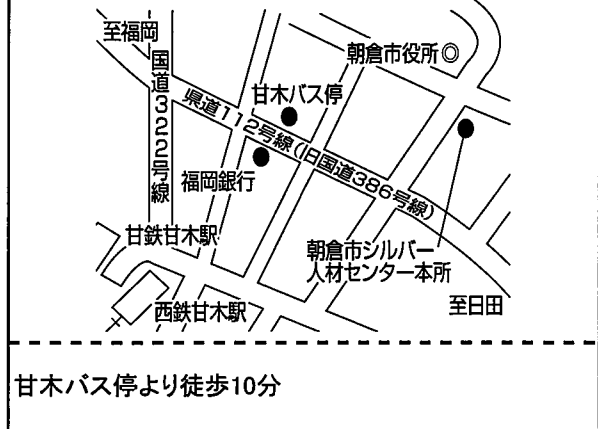 至福岡
国道322号線
朝倉市役所◎
甘木バス停
県道112号線(旧国道386号線)
福岡銀行
甘鉄甘木駅
朝倉市シルバー
人材センター本所
西鉄甘木駅
至日田
甘木バス停より徒歩10分